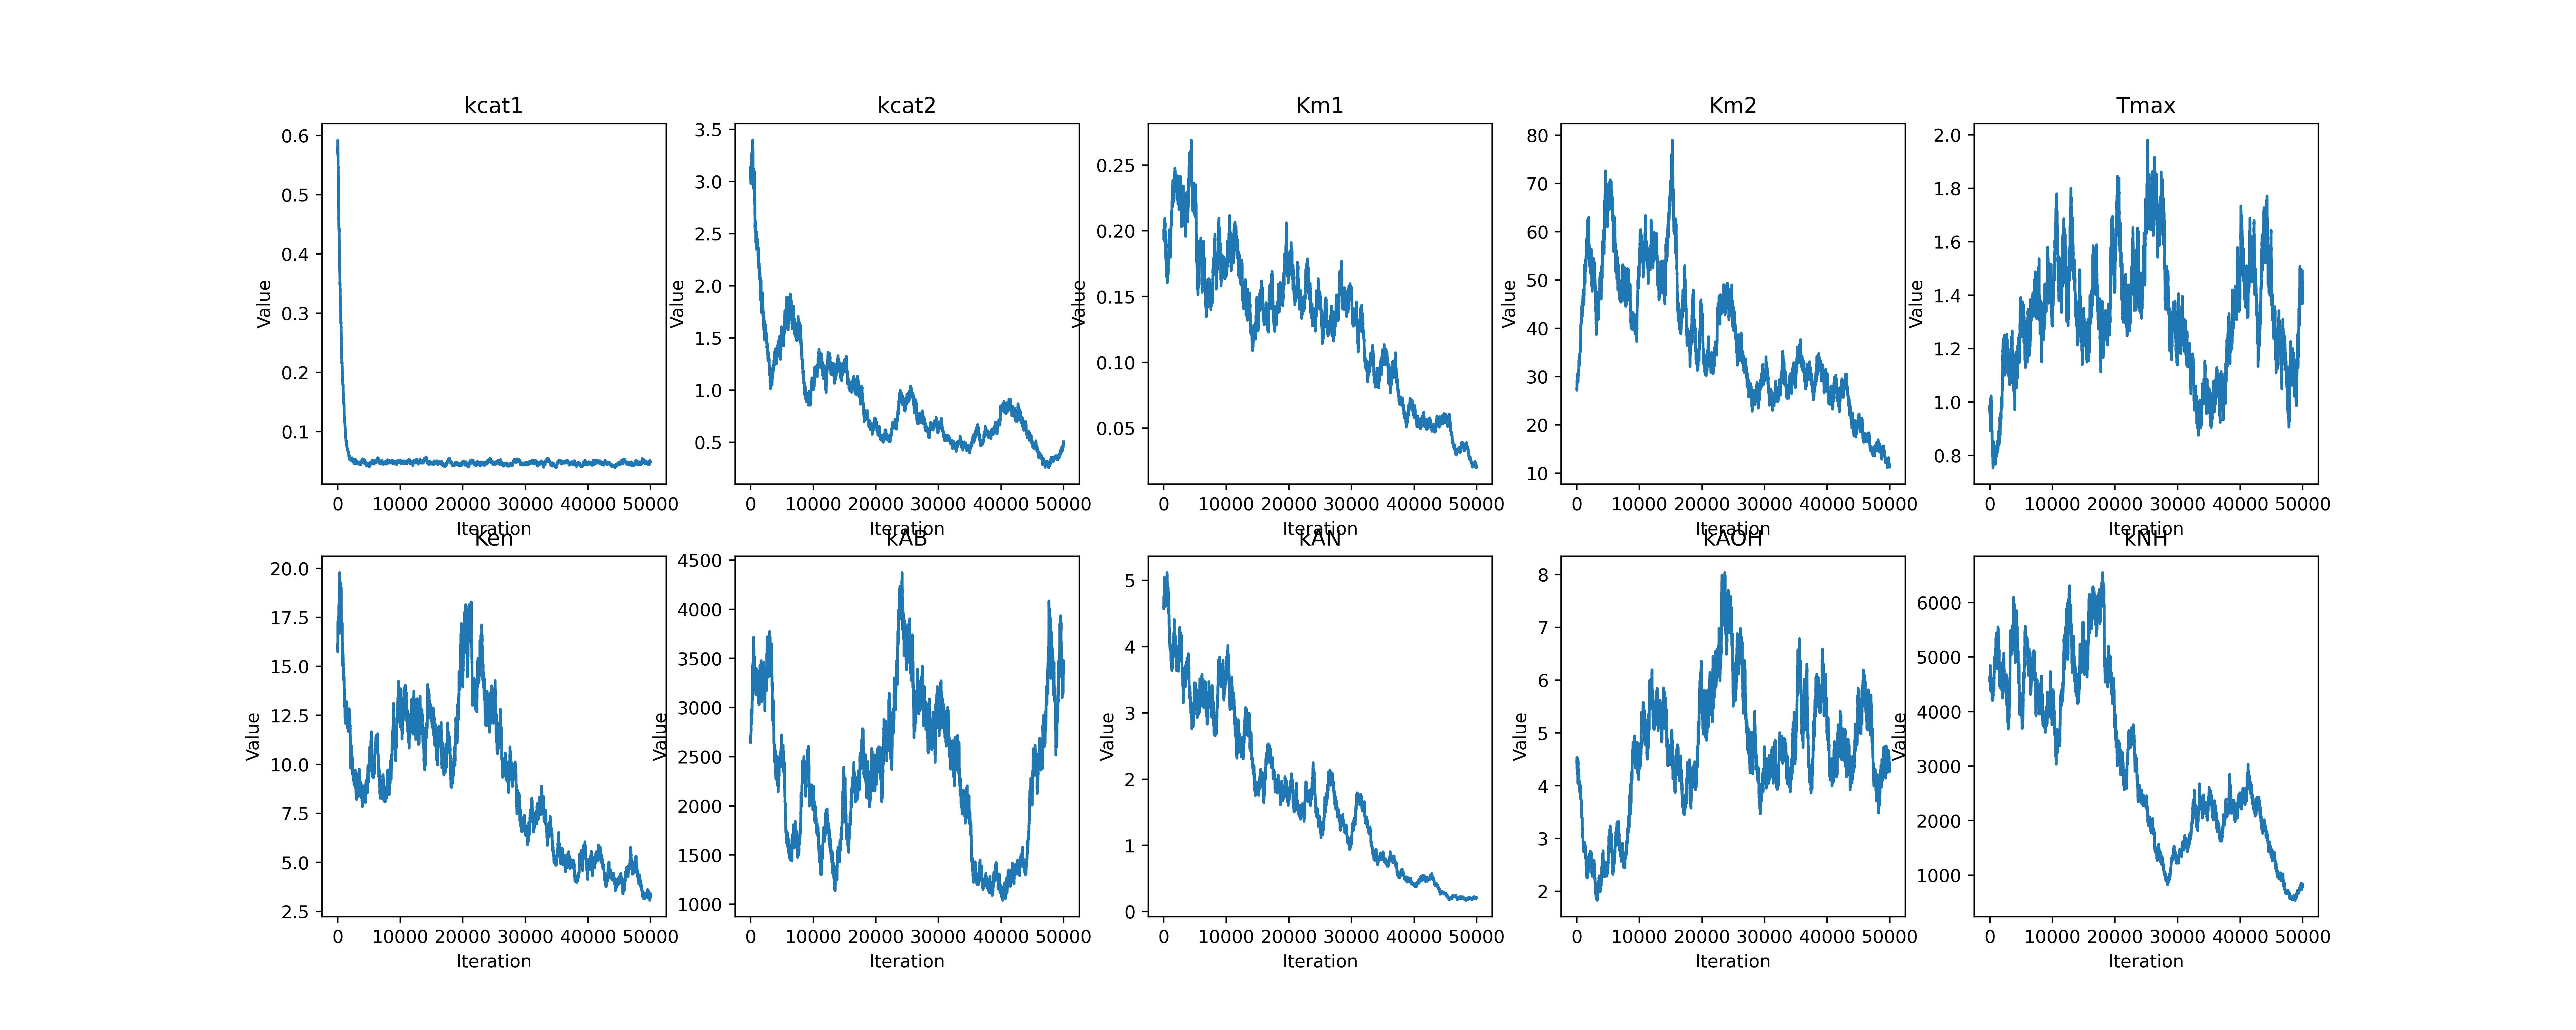 kcat1
kcat2
Km1
Km2
Tmax
0.6
0.5
0.4
0.3
0.2
0.1
Value
3.5
3.0
2.5
2.0
1.5
1.0
0.5
Value
0.25
0.20
0.15
0.10
0.05
Value
80
70
60
50
40
30
20
10
Value
2.0
1.8
1.6
1.4
1.2
1.0
0.8
Value
0 10000 20000 30000 40000 50000
0 10000 20000 30000 40000 50000
0 10000 20000 30000 40000 50000
0 10000 20000 30000 40000 50000
0 10000 20000 30000 40000 50000
Iteration
Iteration
Iteration
Iteration
Iteration
Ken
kAB
kAN
kAOH
kNH
20.0
17.5
15.0
12.5
10.0
7.5
5.0
2.5
Value
4500
4000
3500
3000
2500
2000
1500
1000
Value
5
4
3
2
1
0
Value
8
7
6
5
4
3
2
Value
6000
5000
4000
3000
2000
1000
Value
0 10000 20000 30000 40000 50000
0 10000 20000 30000 40000 50000
0 10000 20000 30000 40000 50000
0 10000 20000 30000 40000 50000
0 10000 20000 30000 40000 50000
Iteration
Iteration
Iteration
Iteration
Iteration